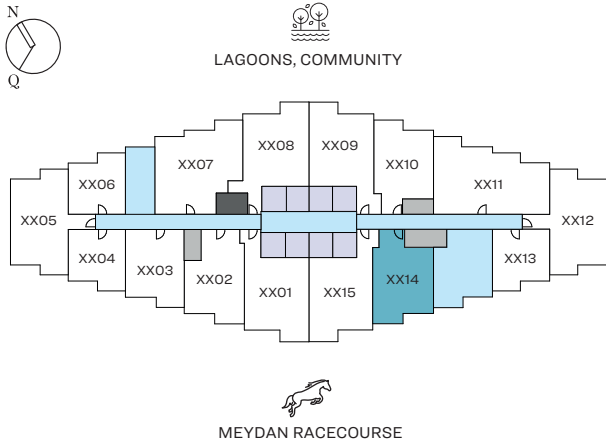 N
Q
LAGOONS, COMMUNITY
XX08
XX09
XX07
XX10
XX06
XX11
XX05
XX12
XX04
XX03
XX02
XX01
XX15
XX14
XX13
MEYDAN RACECOURSE